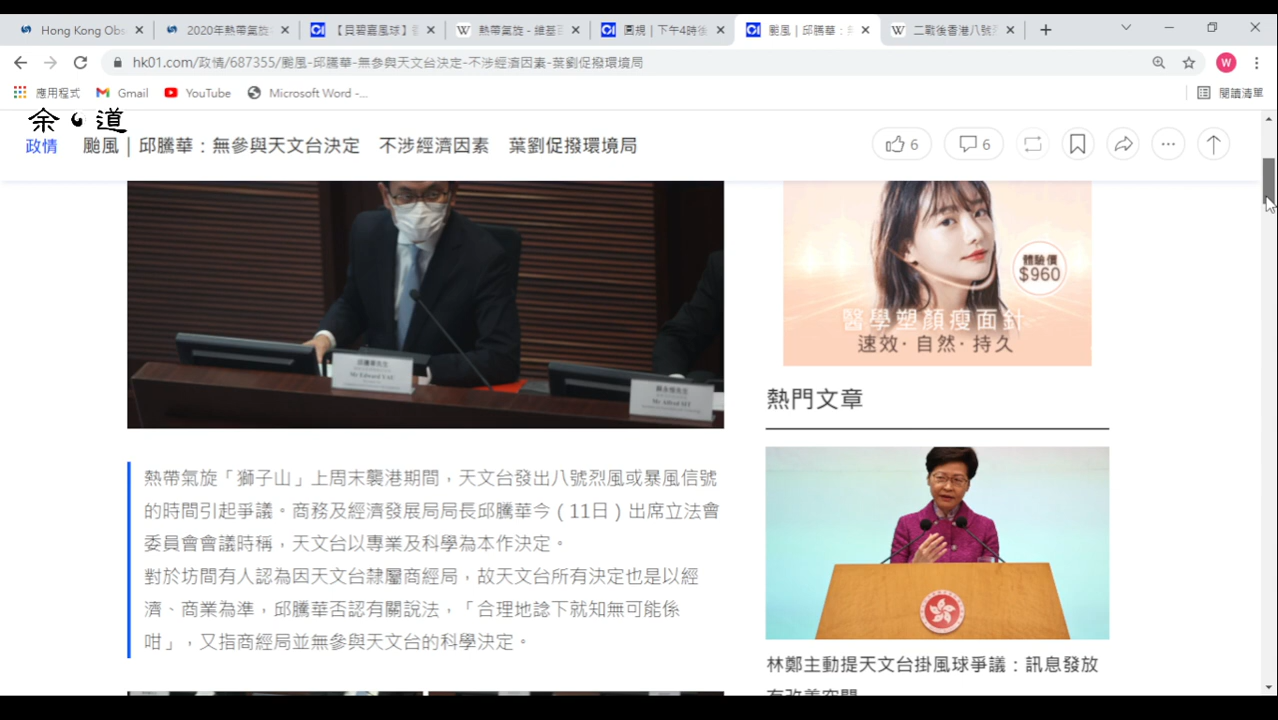 Hong Kong Obs
2020年熱帶氣旋
【貝碧嘉風球】
熱帶氣旋 - 維基
圓規｜下午4時後
颱風｜邱騰華：
二戰後香港八號
hk01.com/政情/687355/颱風-邱騰華-無參與天文台決定-不涉經濟因素-葉劉促撥環境局
W
應用程式
Gmail
YouTube
Microsoft Word -...
閱讀清單
余道
政情
颱風｜邱騰華：無參與天文台決定　不涉經濟因素　葉劉促撥環境局
6
6
邱騰華先生
Mr Edward YAU
體驗價
$960
醫學塑顏瘦面針
速效‧自然‧持久
熱門文章
熱帶氣旋「獅子山」上周末襲港期間，天文台發出八號烈風或暴風信號
的時間引起爭議。商務及經濟發展局局長邱騰華今（11日）出席立法會
委員會會議時稱，天文台以專業及科學為本作決定。
對於坊間有人認為因天文台隸屬商經局，故天文台所有決定也是以經
濟、商業為準，邱騰華否認有關說法，「合理地諗下就知無可能係
咁」，又指商經局並無參與天文台的科學決定。
林鄭主動提天文台掛風球爭議：訊息發放
有改善空間